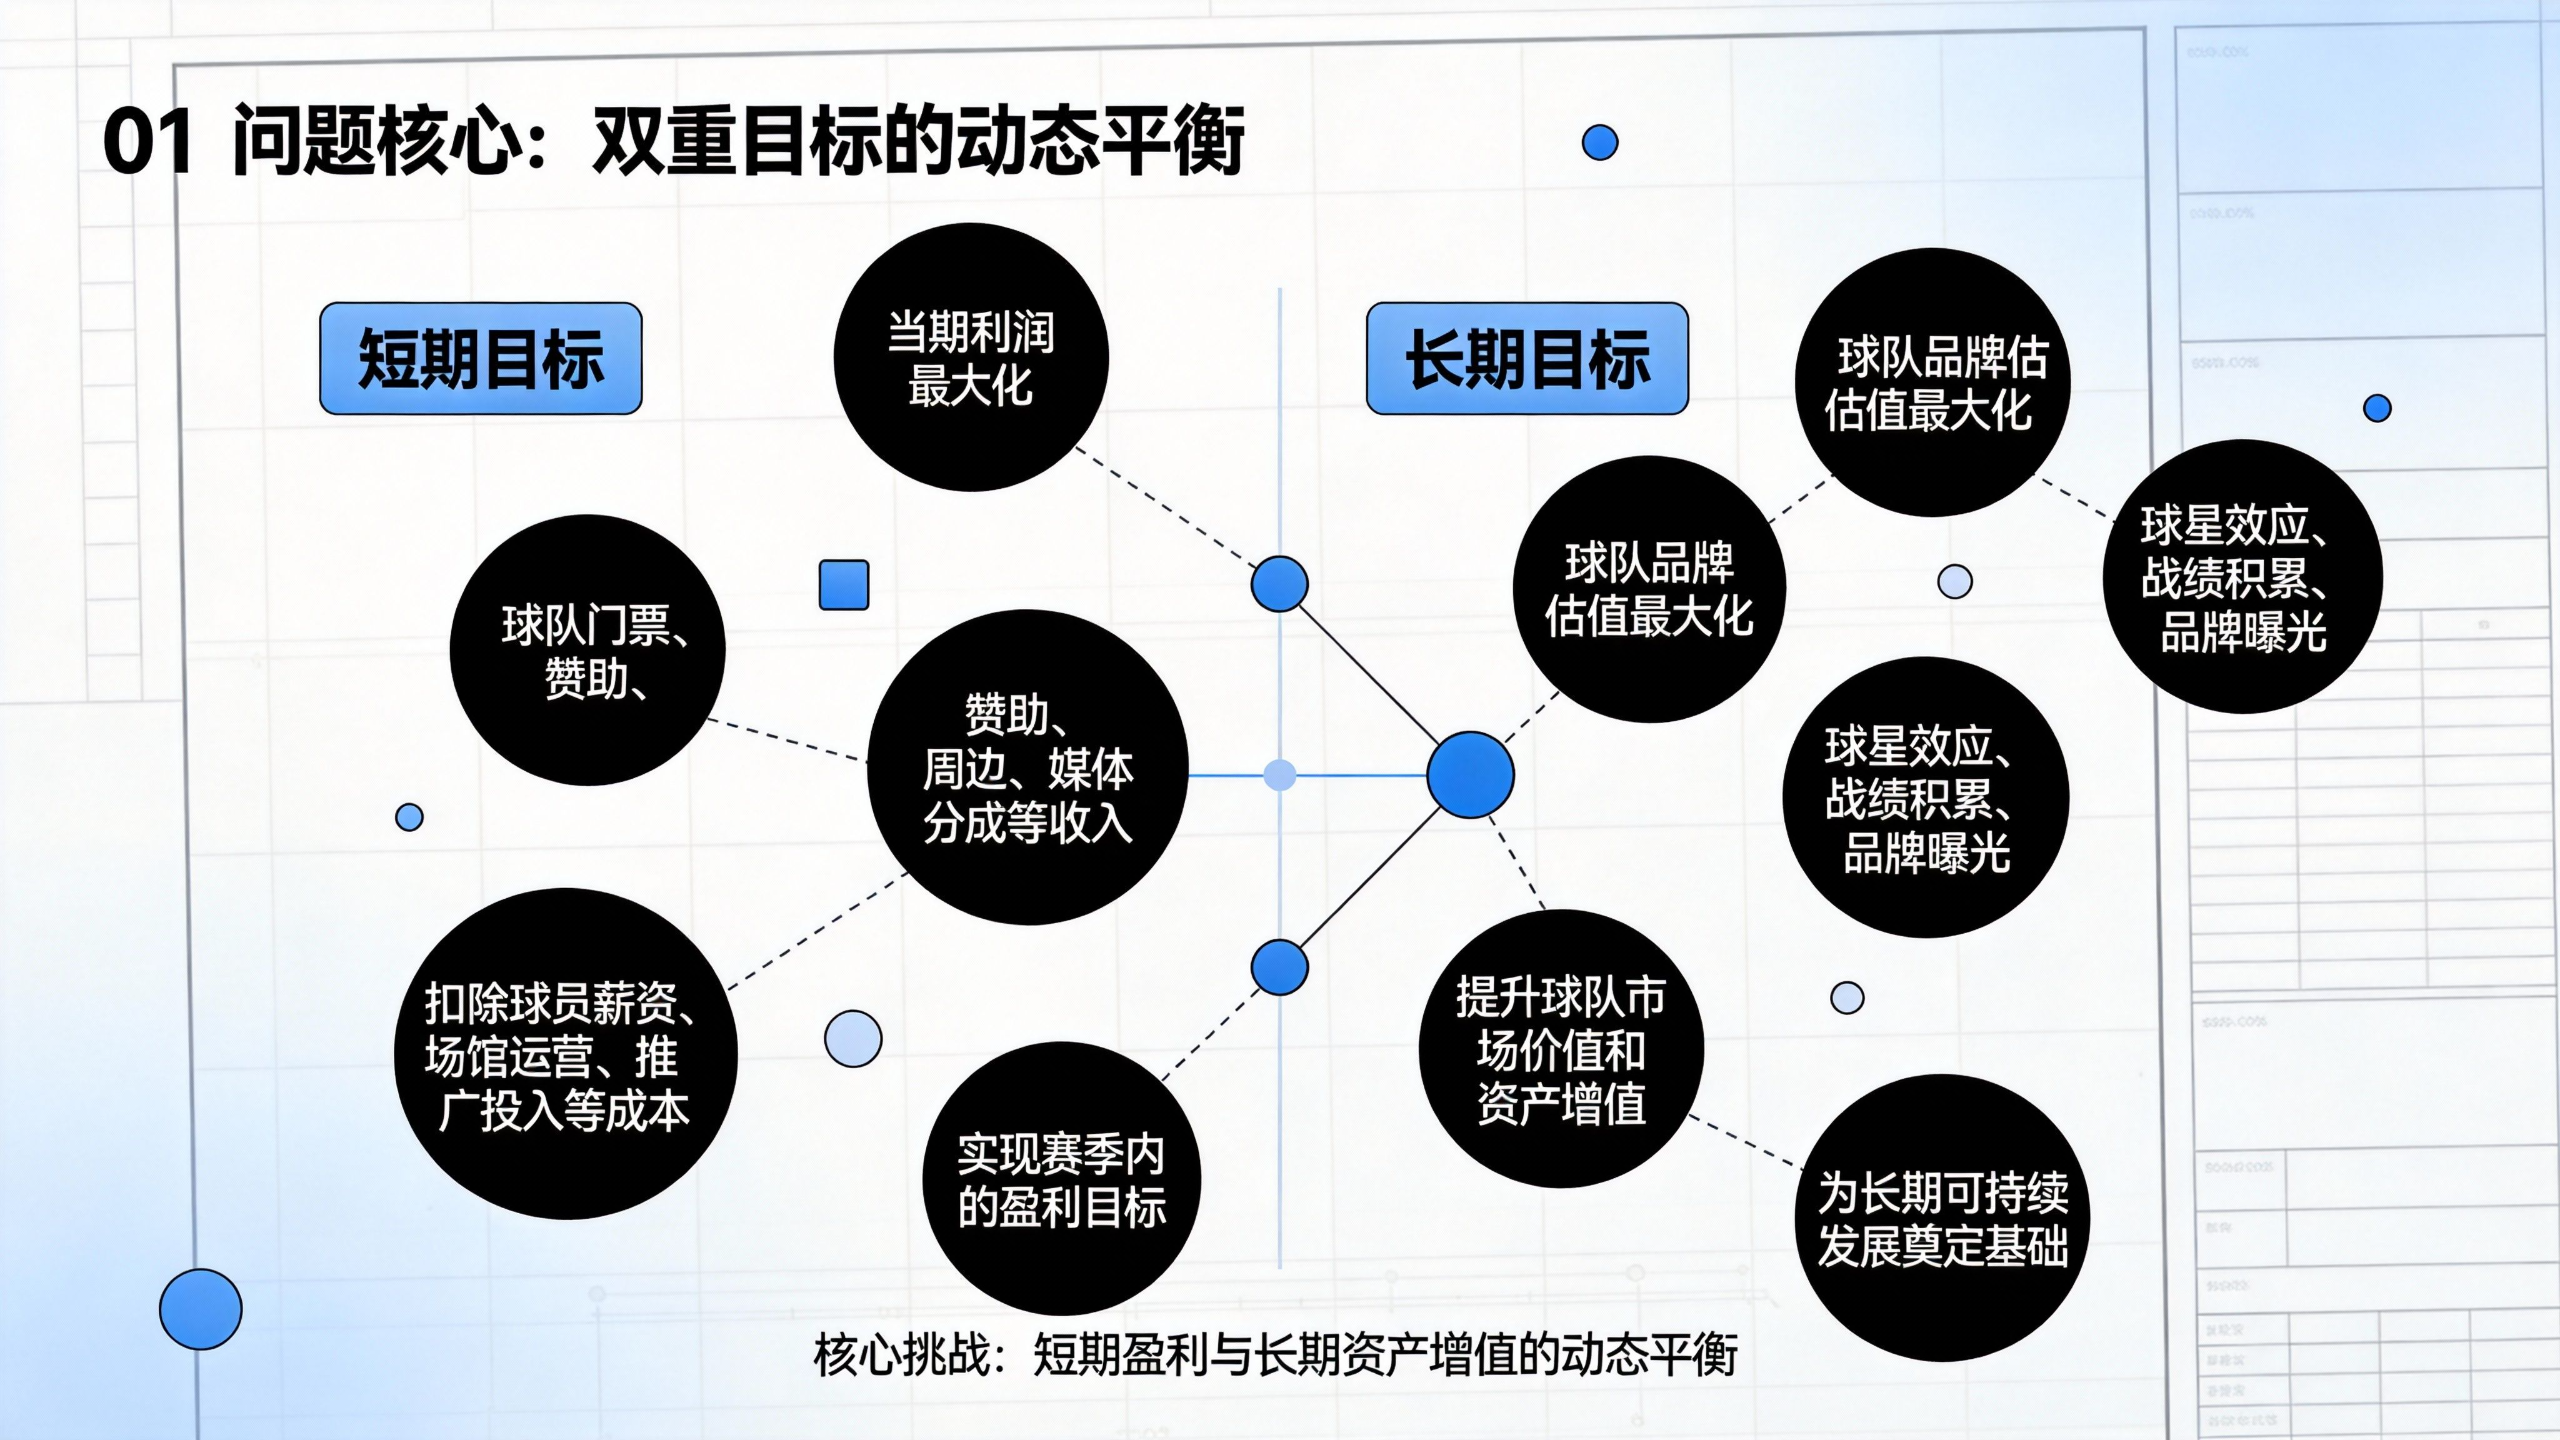 01 问题核心：双重目标的动态平衡
短期目标
当期利润
最大化
球队门票、
赞助、
赞助、
周边、媒体
分成等收入
扣除球员薪资、
场馆运营、推
广投入等成本
实现赛季内
的盈利目标
长期目标
球队品牌估
估值最大化
球队品牌
估值最大化
球星效应、
战绩积累、
品牌曝光
球星效应、
战绩积累、
品牌曝光
提升球队市
场价值和
资产增值
为长期可持续
发展奠定基础
核心挑战：短期盈利与长期资产增值的动态平衡